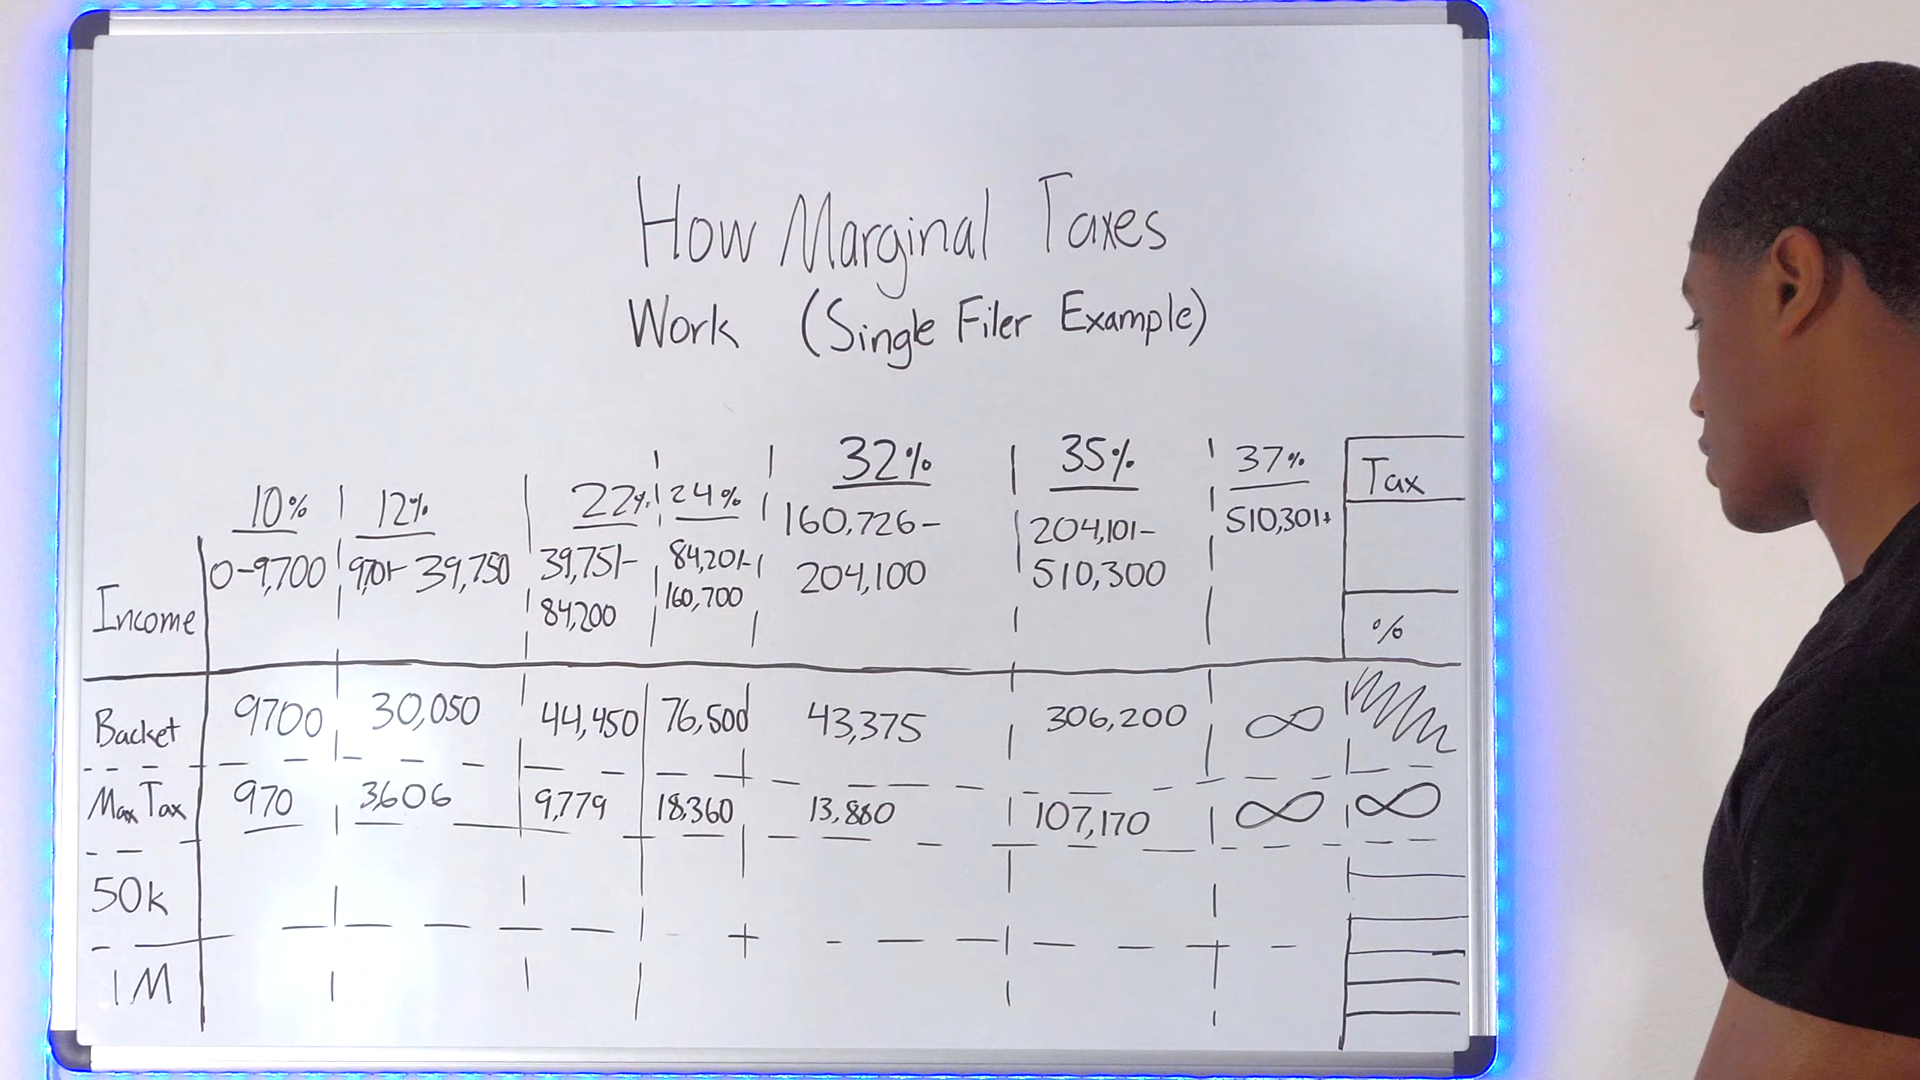 How Marginal Taxes
Work (Single Filer Example)
10% 12% 22% 24% 32% 35% 37% Tax
Income 0-9,700 9,701- 39,750 39,751- 84,201- 160,726- 204,101- 510,301+
84,200 160,700 204,100 510,300
%
Backet 9700 30,050 44,450 76,500 43,375 306,200 ∞
Max Tax 970 3,606 9,779 18,360 13,880 107,170 ∞ ∞
50k
1M